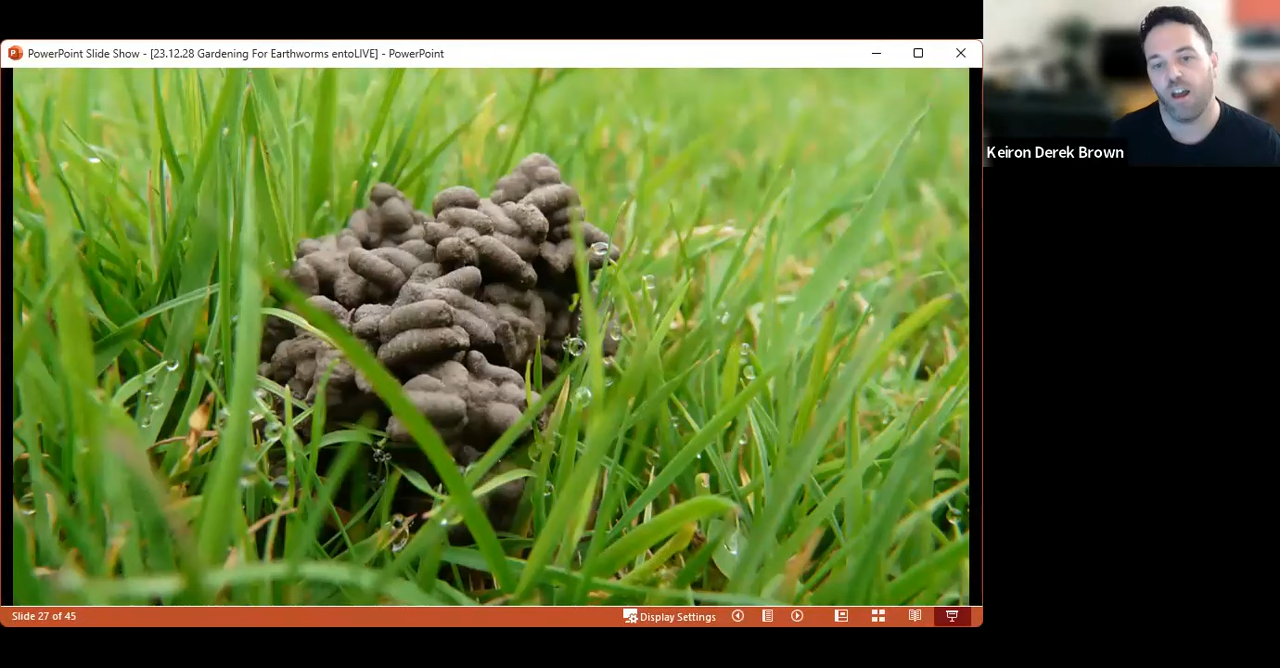 PowerPoint Slide Show - [23.12.28 Gardening For Earthworms entoLIVE] - PowerPoint
Keiron Derek Brown
Slide 27 of 45
Display Settings